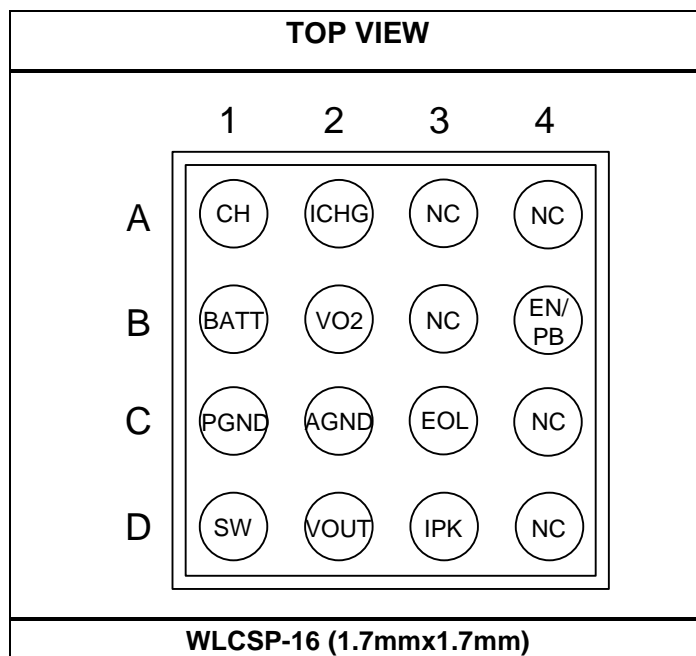 TOP VIEW
1 2 3 4
A CH ICHG NC NC
B BATT VO2 NC EN/
PB
C PGND AGND EOL NC
D SW VOUT IPK NC
WLCSP-16 (1.7mmx1.7mm)